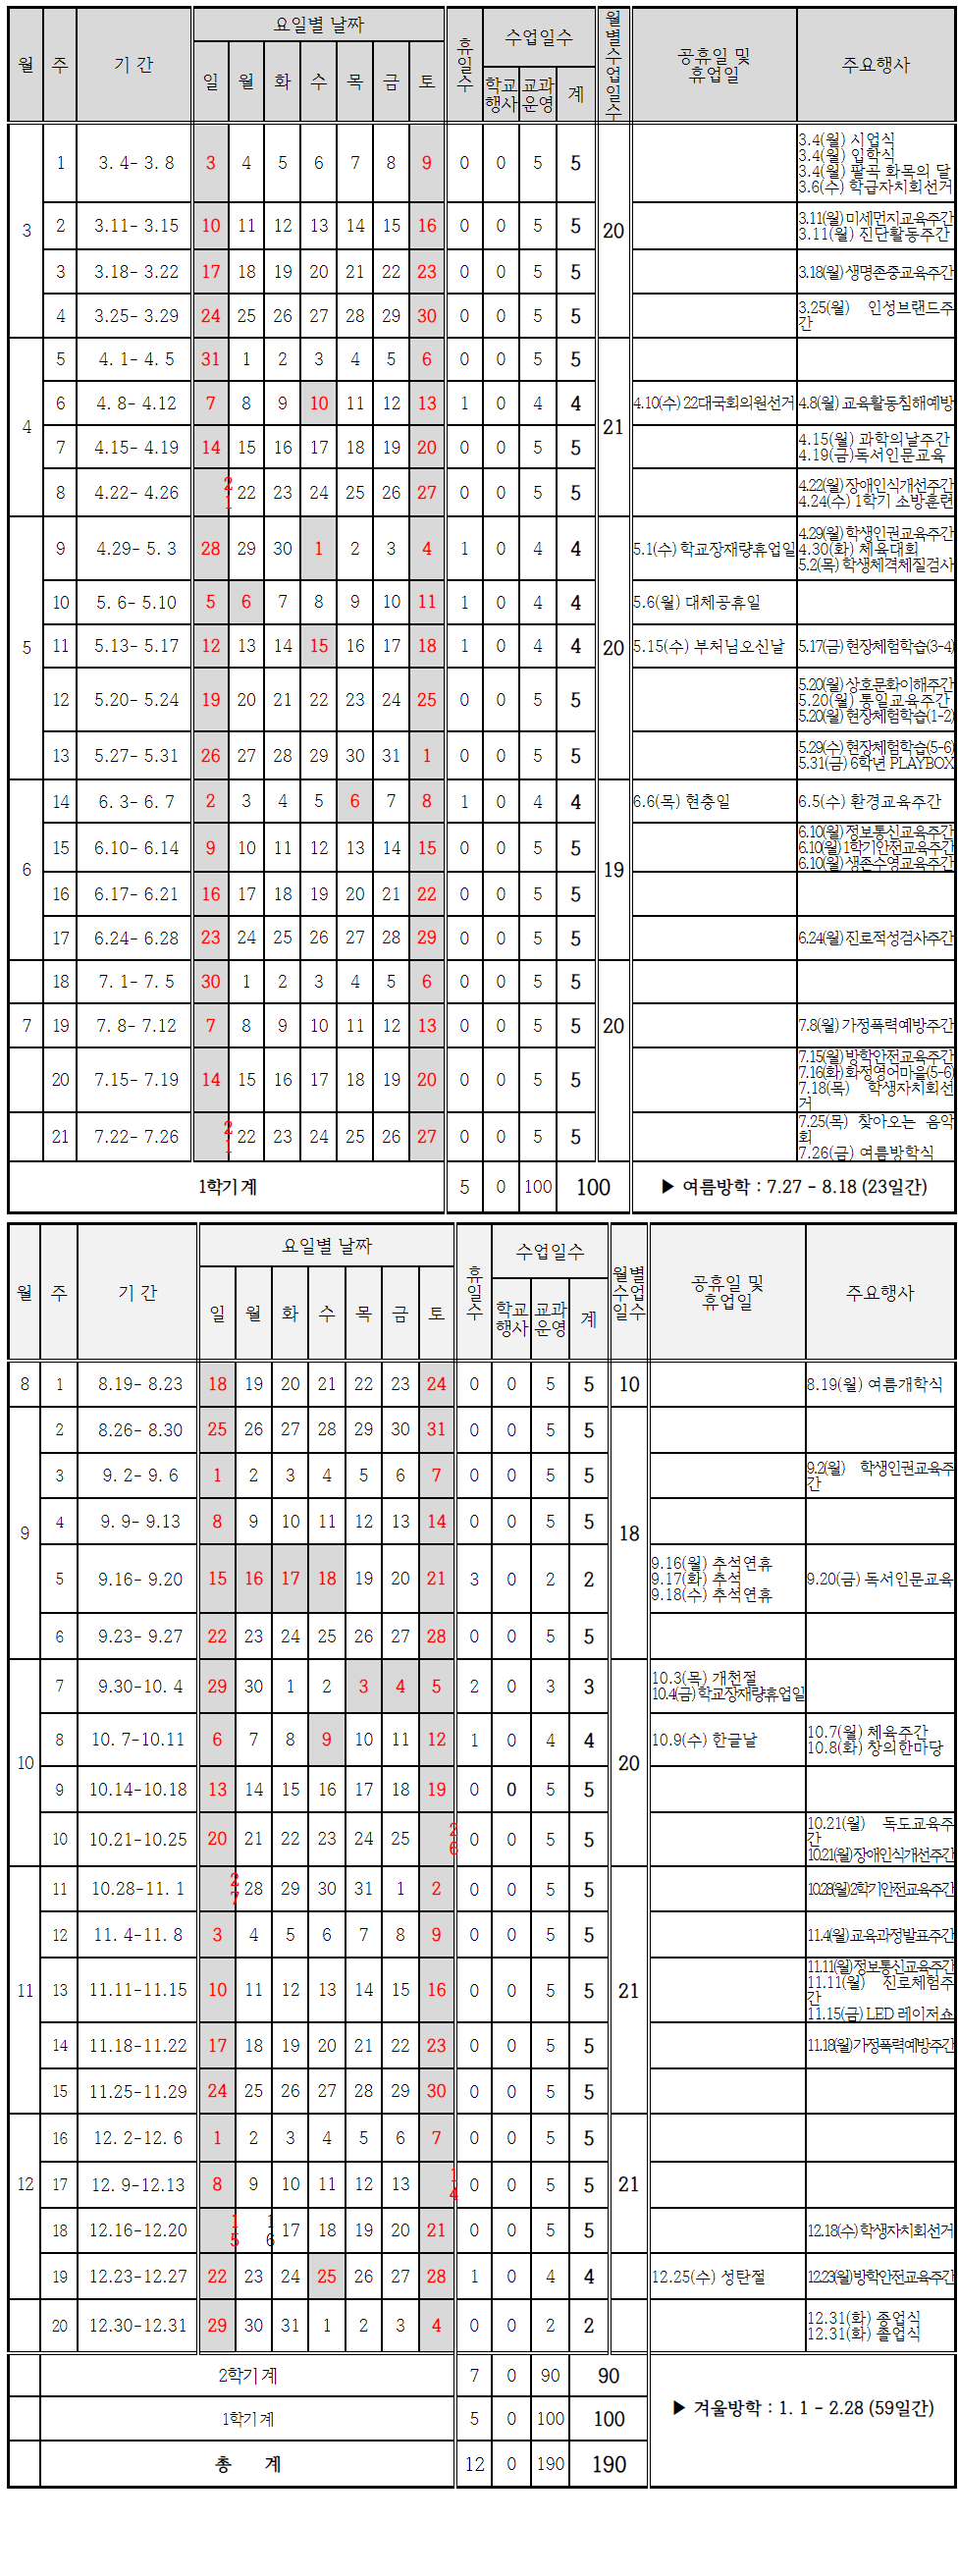 월 주 기 간 요일별 날짜 휴일수 수업일수 월별수업일수 공휴일 및 휴업일 주요행사
일 월 화 수 목 금 토 학교행사 교과운영 계
3 1 3. 4- 3. 8 3 4 5 6 7 8 9 0 0 5 5 20
3.4(월) 시업식
3.4(월) 입학식
3.4(월) 팔곡 화목의 달
3.6(수) 학급자치회선거
2 3.11- 3.15 10 11 12 13 14 15 16 0 0 5 5
3.11(월) 미세먼지교육주간
3.11(월) 진단활동주간
3 3.18- 3.22 17 18 19 20 21 22 23 0 0 5 5 3.18(월) 생명존중교육주간
4 3.25- 3.29 24 25 26 27 28 29 30 0 0 5 5 3.25(월) 인성브랜드주
간
4 5 4. 1- 4. 5 31 1 2 3 4 5 6 0 0 5 5 21
6 4. 8- 4.12 7 8 9 10 11 12 13 1 0 4 4 4.10(수) 22대국회의원선거 4.8(월) 교육활동침해예방
7 4.15- 4.19 14 15 16 17 18 19 20 0 0 5 5
4.15(월) 과학의날주간
4.19(금)독서인문교육
8 4.22- 4.26 21 22 23 24 25 26 27 0 0 5 5
4.22(월) 장애인식개선주간
4.24(수) 1학기 소방훈련
5 9 4.29- 5. 3 28 29 30 1 2 3 4 1 0 4 4 20 5.1(수) 학교장재량휴업일
4.29(월) 학생인권교육주간
4.30(화) 체육대회
5.2(목) 학생체격체질검사
10 5. 6- 5.10 5 6 7 8 9 10 11 1 0 4 4 5.6(월) 대체공휴일
11 5.13- 5.17 12 13 14 15 16 17 18 1 0 4 4 5.15(수) 부처님오신날 5.17(금) 현장체험학습(3-4)
12 5.20- 5.24 19 20 21 22 23 24 25 0 0 5 5
5.20(월) 상호문화이해주간
5.20(월) 통일교육주간
5.20(월) 현장체험학습(1-2)
13 5.27- 5.31 26 27 28 29 30 31 1 0 0 5 5
5.29(수) 현장체험학습(5-6)
5.31(금) 6학년 PLAYBOX
6 14 6. 3- 6. 7 2 3 4 5 6 7 8 1 0 4 4 19 6.6(목) 현충일 6.5(수) 환경교육주간
15 6.10- 6.14 9 10 11 12 13 14 15 0 0 5 5
6.10(월) 정보통신교육주간
6.10(월) 1학기안전교육주간
6.10(월) 생존수영교육주간
16 6.17- 6.21 16 17 18 19 20 21 22 0 0 5 5
17 6.24- 6.28 23 24 25 26 27 28 29 0 0 5 5 6.24(월) 진로적성검사주간
7 18 7. 1- 7. 5 30 1 2 3 4 5 6 0 0 5 5 20
19 7. 8- 7.12 7 8 9 10 11 12 13 0 0 5 5 7.8(월) 가정폭력예방주간
20 7.15- 7.19 14 15 16 17 18 19 20 0 0 5 5
7.15(월) 방학안전교육주간
7.16(화) 화정영어마을(5-6)
7.18(목) 학생자치회선
거
21 7.22- 7.26 21 22 23 24 25 26 27 0 0 5 5
7.25(목) 찾아오는 음악
회
7.26(금) 여름방학식
1학기계 5 0 100 100 ▶ 여름방학 : 7.27 - 8.18 (23일간)
월 주 기 간 요일별 날짜 휴일수 수업일수 월별수업일수 공휴일 및 휴업일 주요행사
일 월 화 수 목 금 토 학교행사 교과운영 계
8 1 8.19- 8.23 18 19 20 21 22 23 24 0 0 5 5 10 8.19(월) 여름개학식
9 2 8.26- 8.30 25 26 27 28 29 30 31 0 0 5 5 18
3 9. 2- 9. 6 1 2 3 4 5 6 7 0 0 5 5 9.2(월) 학생인권교육주
간
4 9. 9- 9.13 8 9 10 11 12 13 14 0 0 5 5
5 9.16- 9.20 15 16 17 18 19 20 21 3 0 2 2
9.16(월) 추석연휴
9.17(화) 추석
9.18(수) 추석연휴
9.20(금) 독서인문교육
6 9.23- 9.27 22 23 24 25 26 27 28 0 0 5 5
10 7 9.30-10. 4 29 30 1 2 3 4 5 2 0 3 3 20
10.3(목) 개천절
10.4(금)학교장재량휴업일
8 10. 7-10.11 6 7 8 9 10 11 12 1 0 4 4 10.9(수) 한글날
10.7(월) 체육주간
10.8(화) 창의한마당
9 10.14-10.18 13 14 15 16 17 18 19 0 0 5 5
10 10.21-10.25 20 21 22 23 24 25 26 0 0 5 5
10.21(월) 독도교육주
간
10.21(월)장애인식개선주간
11 11 10.28-11. 1 27 28 29 30 31 1 2 0 0 5 5 21 10.28(월)2학기안전교육주간
12 11. 4-11. 8 3 4 5 6 7 8 9 0 0 5 5 11.4(월)교육과정발표주간
13 11.11-11.15 10 11 12 13 14 15 16 0 0 5 5
11.11(월)정보통신교육주간
11.11(월) 진로체험주
간
11.15(금) LED 레이저쇼
14 11.18-11.22 17 18 19 20 21 22 23 0 0 5 5 11.18(월)가정폭력예방주간
15 11.25-11.29 24 25 26 27 28 29 30 0 0 5 5
12 16 12. 2-12. 6 1 2 3 4 5 6 7 0 0 5 5 21
17 12. 9-12.13 8 9 10 11 12 13 14 0 0 5 5
18 12.16-12.20 15 16 17 18 19 20 21 0 0 5 5 12.18(수)학생자치회선거
19 12.23-12.27 22 23 24 25 26 27 28 1 0 4 4 12.25(수) 성탄절 12.23(월)방학안전교육주간
20 12.30-12.31 29 30 31 1 2 3 4 0 0 2 2
12.31(화) 종업식
12.31(화) 졸업식
2학기계 7 0 90 90
1학기계 5 0 100 100 ▶ 겨울방학 : 1. 1 - 2.28 (59일간)
총 계 12 0 190 190